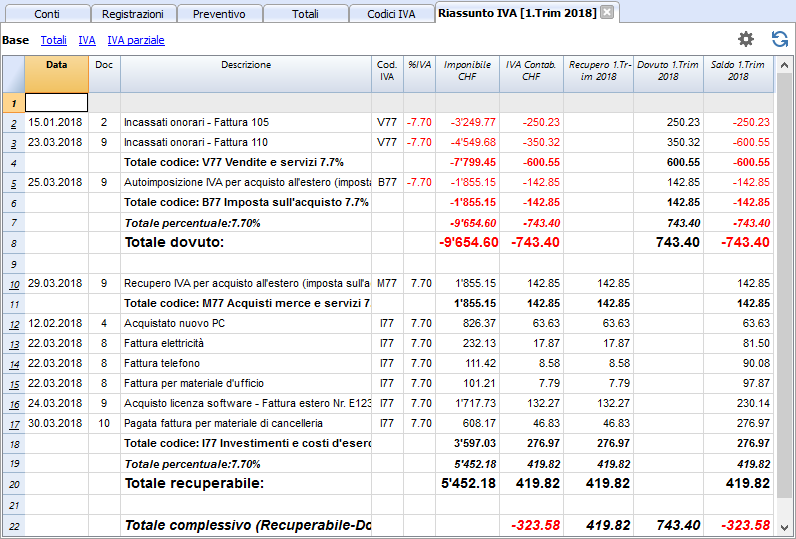 Conti Registrazioni Preventivo Totali Codici IVA Riassunto IVA [1.Trim 2018]
Base Totali IVA IVA parziale
Data Doc Descrizione Cod. IVA %IVA Imponibile CHF IVA Contab. CHF Recupero 1.Tr-im 2018 Dovuto 1.Trim 2018 Saldo 1.Trim 2018
1
2 15.01.2018 2 Incassati onorari - Fattura 105 V77 -7.70 -3'249.77 -250.23 250.23 -250.23
3 23.03.2018 9 Incassati onorari - Fattura 110 V77 -7.70 -4'549.68 -350.32 350.32 -600.55
4 Totale codice: V77 Vendite e servizi 7.7% -7'799.45 -600.55 600.55 -600.55
5 25.03.2018 9 Autoimposizione IVA per acquisto all'estero (imposta B77 -7.70 -1'855.15 -142.85 142.85 -142.85
6 Totale codice: B77 Imposta sull'acquisto 7.7% -1'855.15 -142.85 142.85 -142.85
7 Totale percentuale:7.70% -9'654.60 -743.40 743.40 -743.40
8 Totale dovuto: -9'654.60 -743.40 743.40 -743.40
9
10 29.03.2018 9 Recupero IVA per acquisto all'estero (imposta sull'a M77 7.70 1'855.15 142.85 142.85 142.85
11 Totale codice: M77 Acquisti merce e servizi 7 1'855.15 142.85 142.85 142.85
12 12.02.2018 4 Acquistato nuovo PC I77 7.70 826.37 63.63 63.63 63.63
13 22.03.2018 8 Fattura elettricità I77 7.70 232.13 17.87 17.87 81.50
14 22.03.2018 8 Fattura telefono I77 7.70 111.42 8.58 8.58 90.08
15 22.03.2018 8 Fattura per materiale d'ufficio I77 7.70 101.21 7.79 7.79 97.87
16 24.03.2018 9 Acquisto licenza software - Fattura estero Nr. E123 I77 7.70 1'717.73 132.27 132.27 230.14
17 30.03.2018 10 Pagata fattura per materiale di cancelleria I77 7.70 608.17 46.83 46.83 276.97
18 Totale codice: I77 Investimenti e costi d'eserc 3'597.03 276.97 276.97 276.97
19 Totale percentuale:7.70% 5'452.18 419.82 419.82 419.82
20 Totale recuperabile: 5'452.18 419.82 419.82 419.82
21
22 Totale complessivo (Recuperabile-Do -323.58 419.82 743.40 -323.58